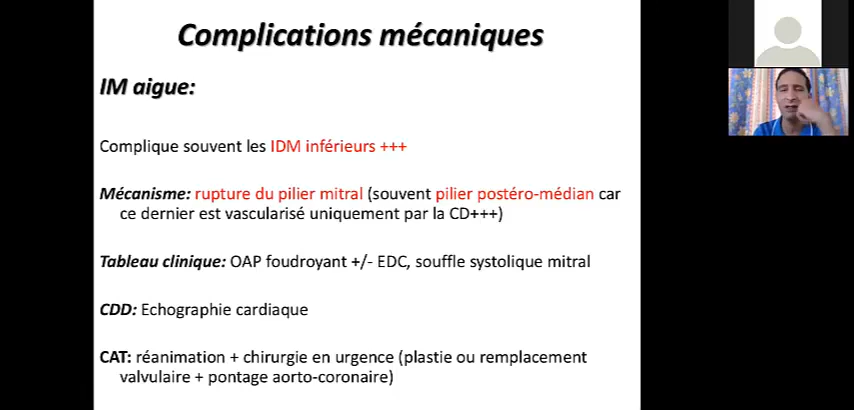 Complications mécaniques
IM aigue:
Complique souvent les IDM inférieurs +++
Mécanisme: rupture du pilier mitral (souvent pilier postéro-médian car
ce dernier est vascularisé uniquement par la CD+++)
Tableau clinique: OAP foudroyant +/- EDC, souffle systolique mitral
CDD: Echographie cardiaque
CAT: réanimation + chirurgie en urgence (plastie ou remplacement
valvulaire + pontage aorto-coronaire)